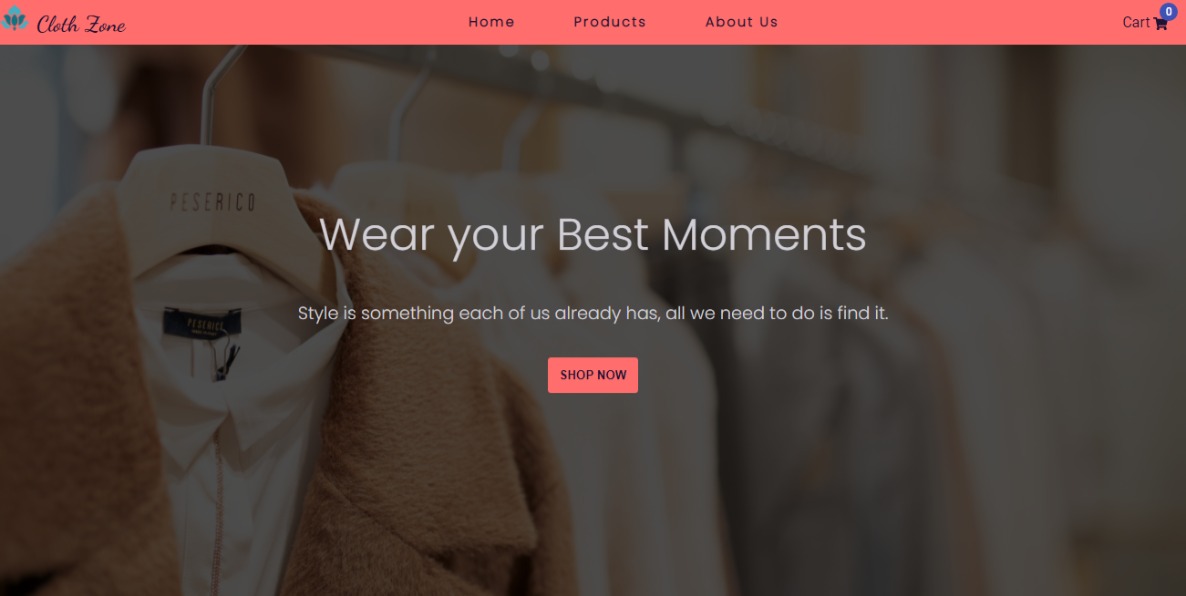 Cloth Zone
Home Products About Us
Cart 0
PESERICO
Wear your Best Moments
Style is something each of us already has, all we need to do is find it.
PESERICO
SHOP NOW